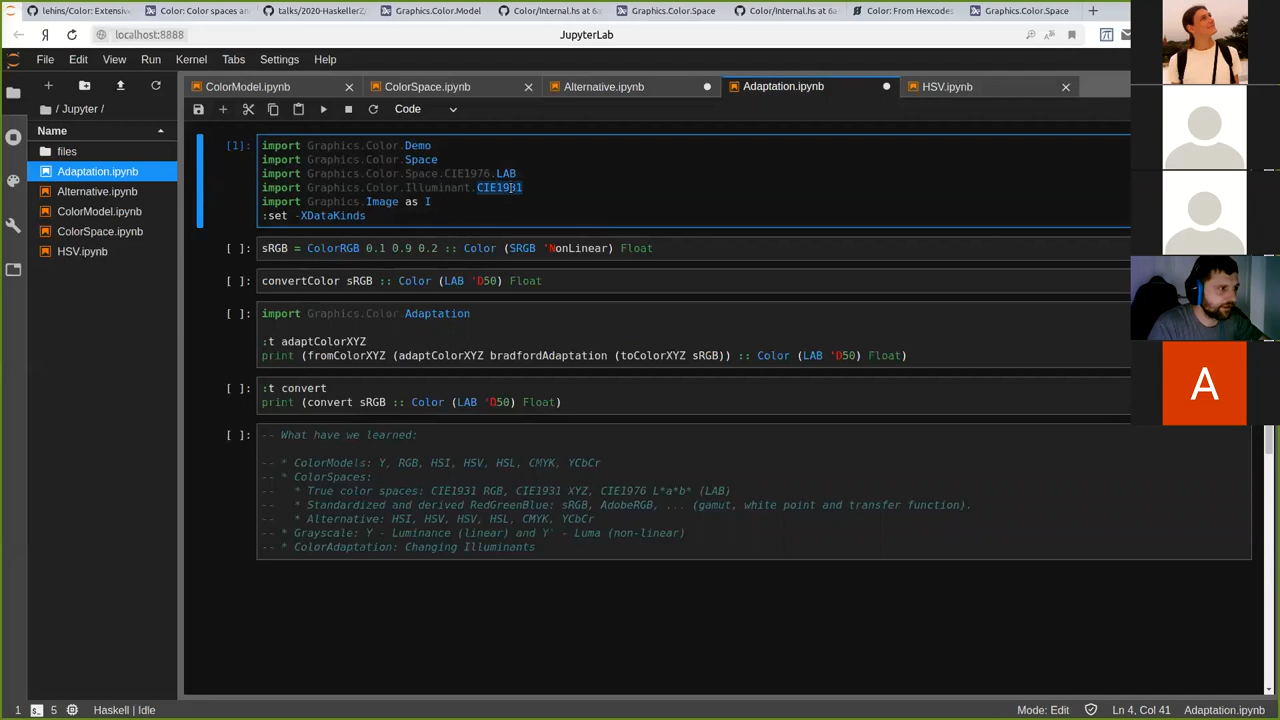 lehins/Color: Extensiv
Color: Color spaces an
talks/2020-HaskellerZ/
Graphics.Color.Model
Color/Internal.hs at 6a
Graphics.Color.Space
Color/Internal.hs at 6a
Color: From Hexcodes
Graphics.Color.Space
localhost:8888
JupyterLab
File Edit View Run Kernel Tabs Settings Help
ColorModel.ipynb
ColorSpace.ipynb
Alternative.ipynb
Adaptation.ipynb
HSV.ipynb
/ Jupyter /
Code
Name
files
Adaptation.ipynb
Alternative.ipynb
ColorModel.ipynb
ColorSpace.ipynb
HSV.ipynb
[1]: import Graphics.Color.Demo
import Graphics.Color.Space
import Graphics.Color.Space.CIE1976.LAB
import Graphics.Color.Illuminant.CIE1931
import Graphics.Image as I
:set -XDataKinds
[ ]: sRGB = ColorRGB 0.1 0.9 0.2 :: Color (SRGB 'NonLinear) Float
[ ]: convertColor sRGB :: Color (LAB 'D50) Float
[ ]: import Graphics.Color.Adaptation
:t adaptColorXYZ
print (fromColorXYZ (adaptColorXYZ bradfordAdaptation (toColorXYZ sRGB)) :: Color (LAB 'D50) Float)
[ ]: :t convert
print (convert sRGB :: Color (LAB 'D50) Float)
[ ]: -- What have we learned:
-- * ColorModels: Y, RGB, HSI, HSV, HSL, CMYK, YCbCr
-- * ColorSpaces:
--   * True color spaces: CIE1931 RGB, CIE1931 XYZ, CIE1976 L*a*b* (LAB)
--   * Standardized and derived RedGreenBlue: sRGB, AdobeRGB, ... (gamut, white point and transfer function).
--   * Alternative: HSI, HSV, HSV, HSL, CMYK, YCbCr
-- * Grayscale: Y - Luminance (linear) and Y` - Luma (non-linear)
-- * ColorAdaptation: Changing Illuminants
A
1
5
Haskell | Idle
Mode: Edit
Ln 4, Col 41
Adaptation.ipynb